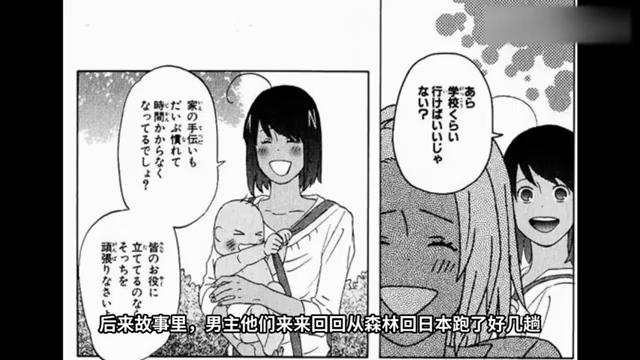 あら
学校くらい
行けばいいじゃ
ない?
家の手伝いも
だいぶ慣れて
時間かからなく
なってるでしょ?
皆のお役に
立ててるのな
そっちを
頑張りなさい
后来故事里，男主他们来来回回从森林回日本跑了好几趟